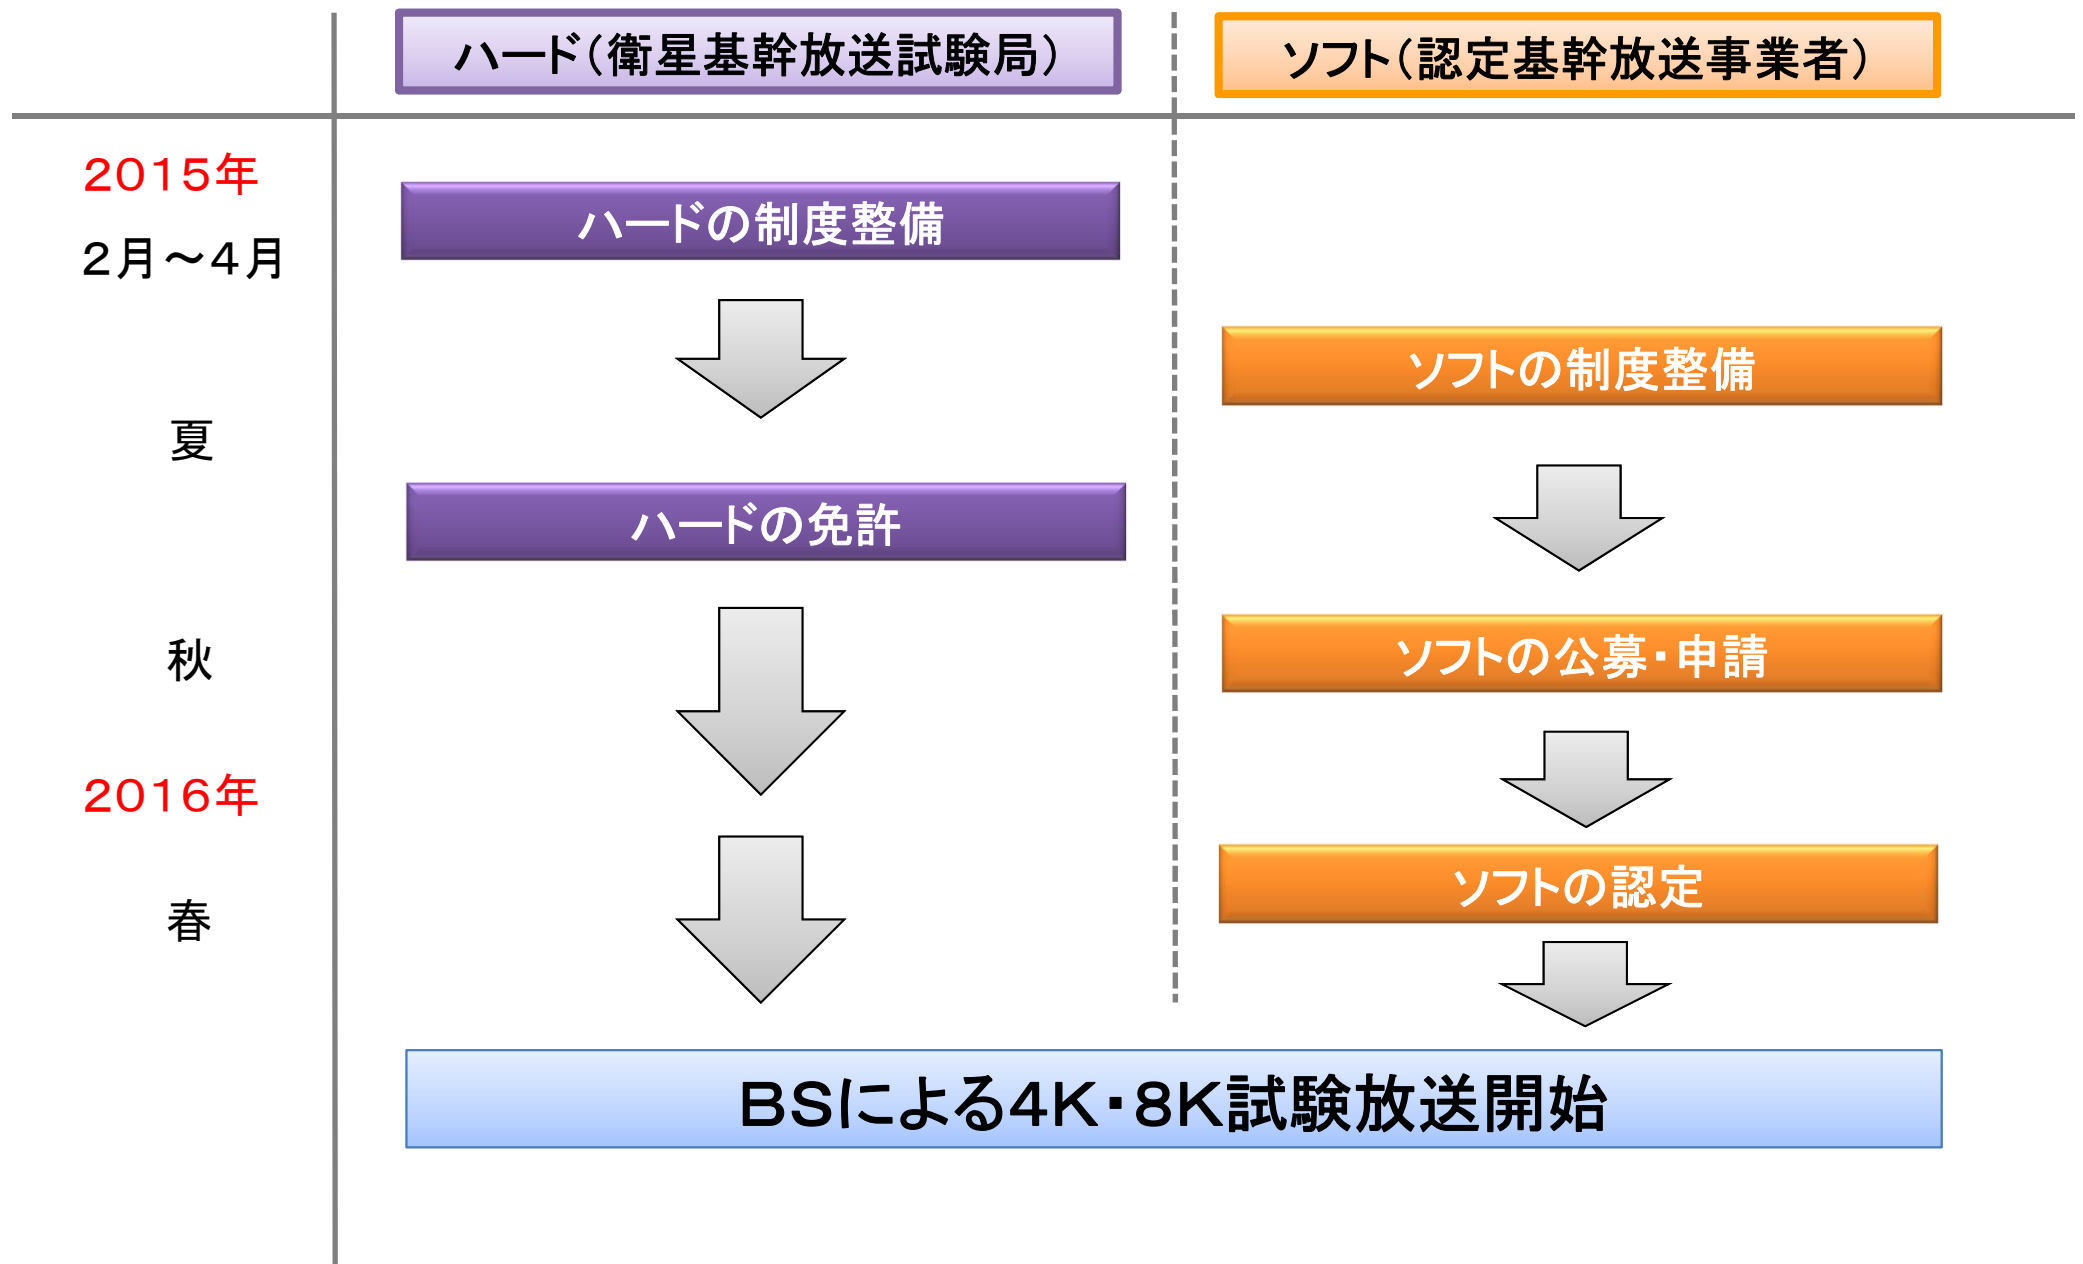 ハード（衛星基幹放送試験局）
ソフト（認定基幹放送事業者）
２０１５年
２月～４月
ハードの制度整備
ソフトの制度整備
夏
ハードの免許
秋
ソフトの公募・申請
２０１６年
春
ソフトの認定
ＢＳによる４Ｋ・８Ｋ試験放送開始